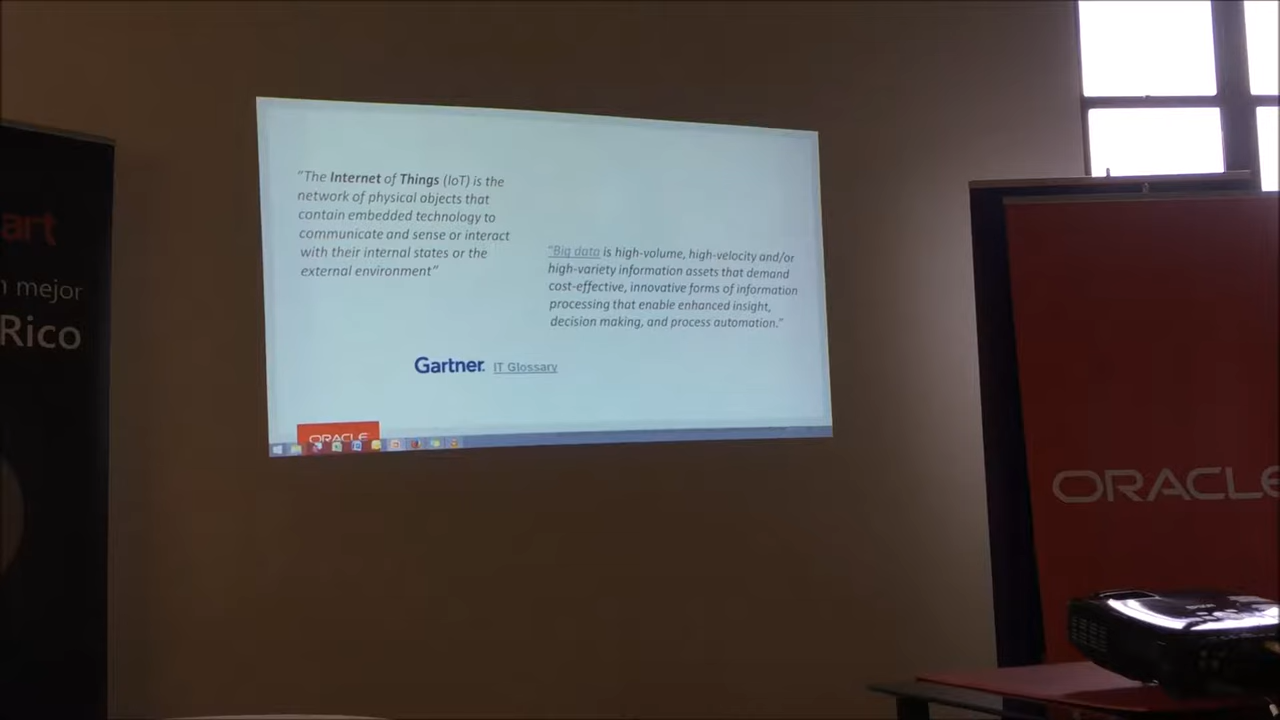 "The Internet of Things (IoT) is the
network of physical objects that
contain embedded technology to
communicate and sense or interact
with their internal states or the
external environment"
"Big data is high-volume, high-velocity and/or
high-variety information assets that demand
cost-effective, innovative forms of information
processing that enable enhanced insight,
decision making, and process automation."
Gartner. IT Glossary
ORACLE
art
n mejor
Rico
ORACLE